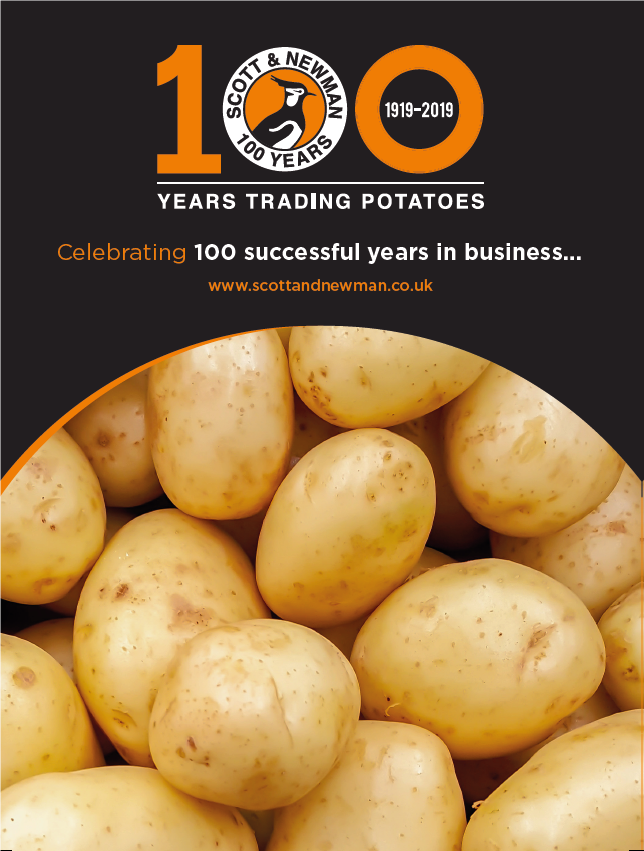 100
SCOTT & NEWMAN
100 YEARS
1919-2019
YEARS TRADING POTATOES
Celebrating 100 successful years in business...
www.scottandnewman.co.uk